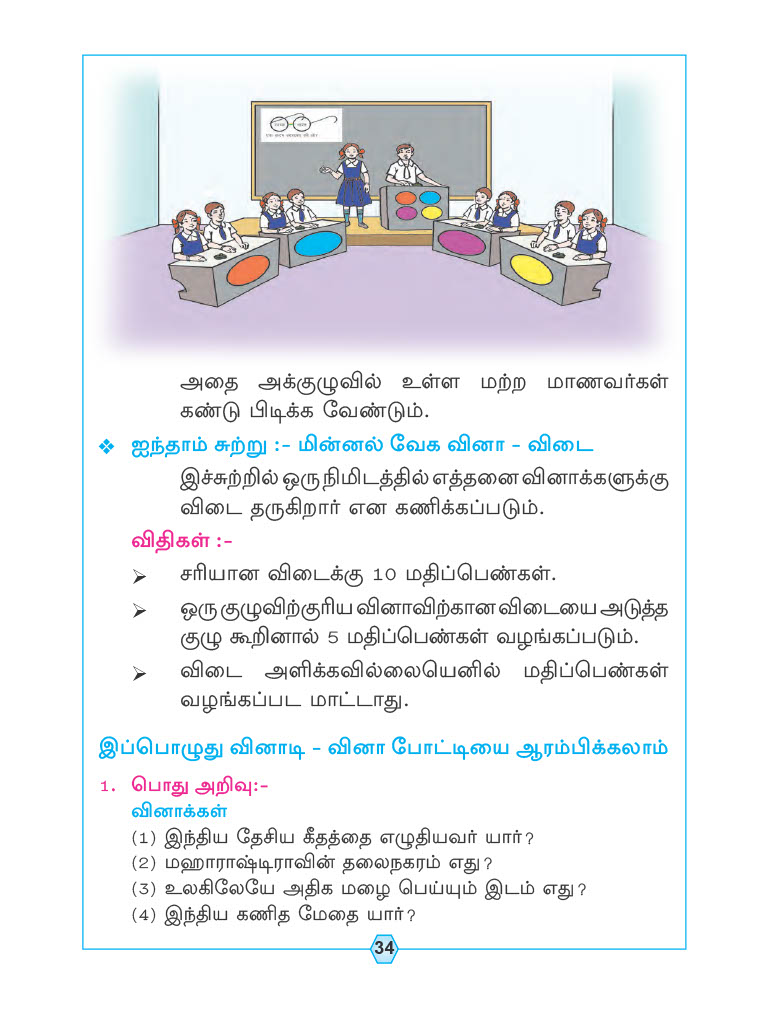 அதை அக்குழுவில் உள்ள மற்ற மாணவர்கள்
கண்டு பிடிக்க வேண்டும்.
❖ ஐந்தாம் சுற்று :- மின்னல் வேக வினா - விடை
இச்சுற்றில் ஒரு நிமிடத்தில் எத்தனை வினாக்களுக்கு
விடை தருகிறார் என கணிக்கப்படும்.
விதிகள் :-
➢ சரியான விடைக்கு 10 மதிப்பெண்கள்.
➢ ஒரு குழுவிற்குரிய வினாவிற்கான விடையை அடுத்த
குழு கூறினால் 5 மதிப்பெண்கள் வழங்கப்படும்.
➢ விடை அளிக்கவில்லையெனில் மதிப்பெண்கள்
வழங்கப்பட மாட்டாது.
இப்பொழுது வினாடி - வினா போட்டியை ஆரம்பிக்கலாம்
1. பொது அறிவு:-
வினாக்கள்
(1) இந்திய தேசிய கீதத்தை எழுதியவர் யார்?
(2) மஹாராஷ்டிராவின் தலைநகரம் எது?
(3) உலகிலேயே அதிக மழை பெய்யும் இடம் எது?
(4) இந்திய கணித மேதை யார்?
34